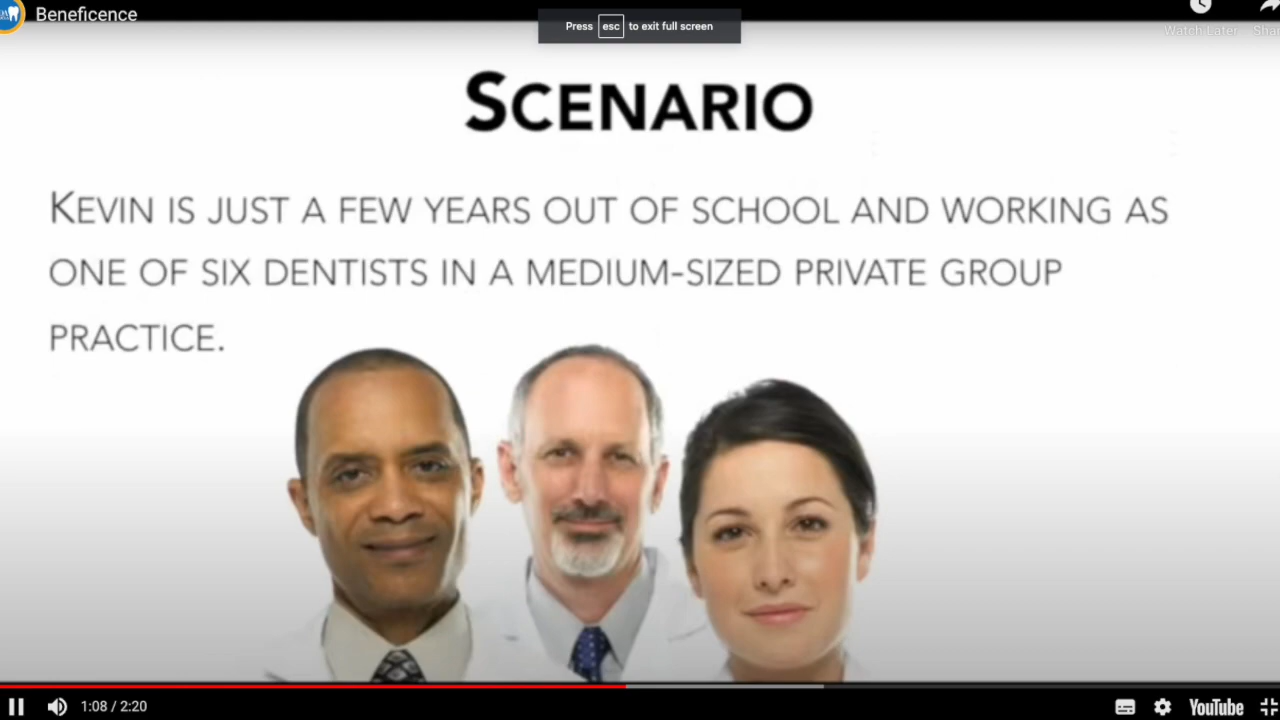 Beneficence
Press esc to exit full screen
Watch Later
SCENARIO
KEVIN IS JUST A FEW YEARS OUT OF SCHOOL AND WORKING AS
ONE OF SIX DENTISTS IN A MEDIUM-SIZED PRIVATE GROUP
PRACTICE.
1:08 / 2:20
YouTube